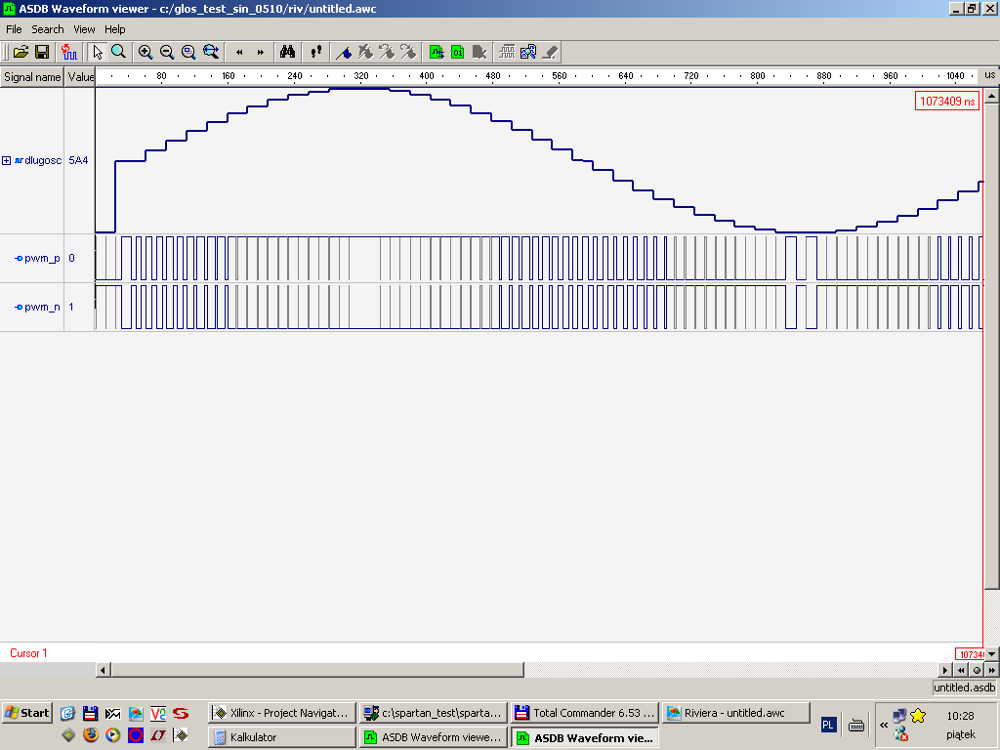 ASDB Waveform viewer - c:/glos_test_sin_0510/riv/untitled.awc
File Search View Help
Signal name Value 80 160 240 320 400 480 560 640 720 800 880 960 1040 us
1073409 ns
dlugosc 5A4
pwm_p 0
pwm_n 1
Cursor 1
untitled.asdb
Start Xilinx - Project Navigat... c:\spartan_test\sparta... Total Commander 6.53 ... Riviera - untitled.awc
PL
10:28
Kalkulator ASDB Waveform viewe... ASDB Waveform vie...
piątek